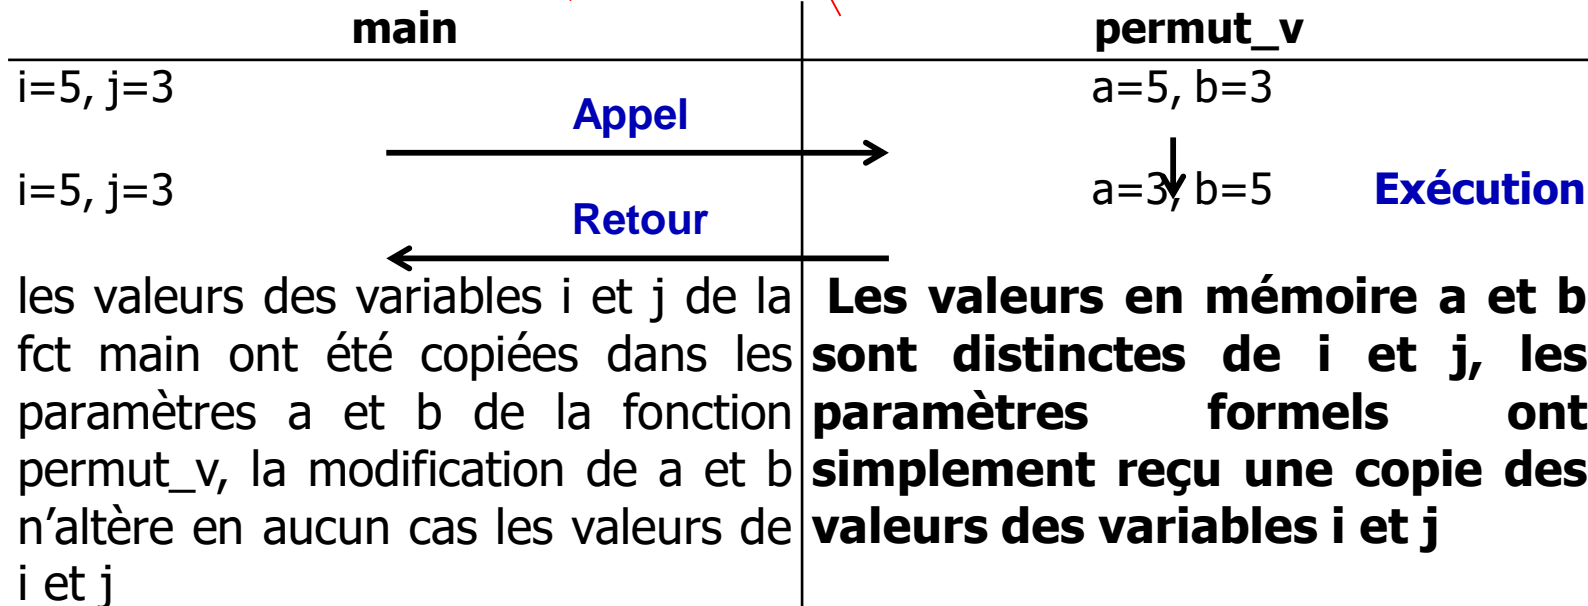 main
permut_v
i=5, j=3
a=5, b=3
Appel
i=5, j=3
a=3, b=5
Exécution
Retour
les valeurs des variables i et j de la
fct main ont été copiées dans les
paramètres a et b de la fonction
permut_v, la modification de a et b
n’altère en aucun cas les valeurs de
i et j
Les valeurs en mémoire a et b
sont distinctes de i et j, les
paramètres formels ont
simplement reçu une copie des
valeurs des variables i et j